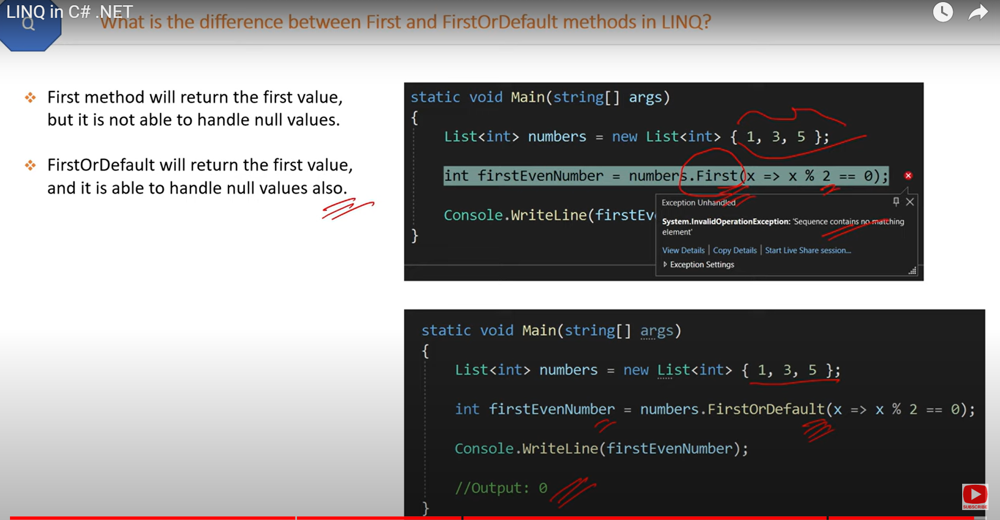 LINQ in C# .NET
Q
What is the difference between First and FirstOrDefault methods in LINQ?
First method will return the first value,
but it is not able to handle null values.
FirstOrDefault will return the first value,
and it is able to handle null values also.
static void Main(string[] args)
{
List<int> numbers = new List<int> { 1, 3, 5 };
int firstEvenNumber = numbers.First(x => x % 2 == 0);
Console.WriteLine(firstEv
}
Exception Unhandled
System.InvalidOperationException: 'Sequence contains no matching
element'
View Details | Copy Details | Start Live Share session...
Exception Settings
static void Main(string[] args)
{
List<int> numbers = new List<int> { 1, 3, 5 };
int firstEvenNumber = numbers.FirstOrDefault(x => x % 2 == 0);
Console.WriteLine(firstEvenNumber);
//Output: 0
}
SUBSCRIBE